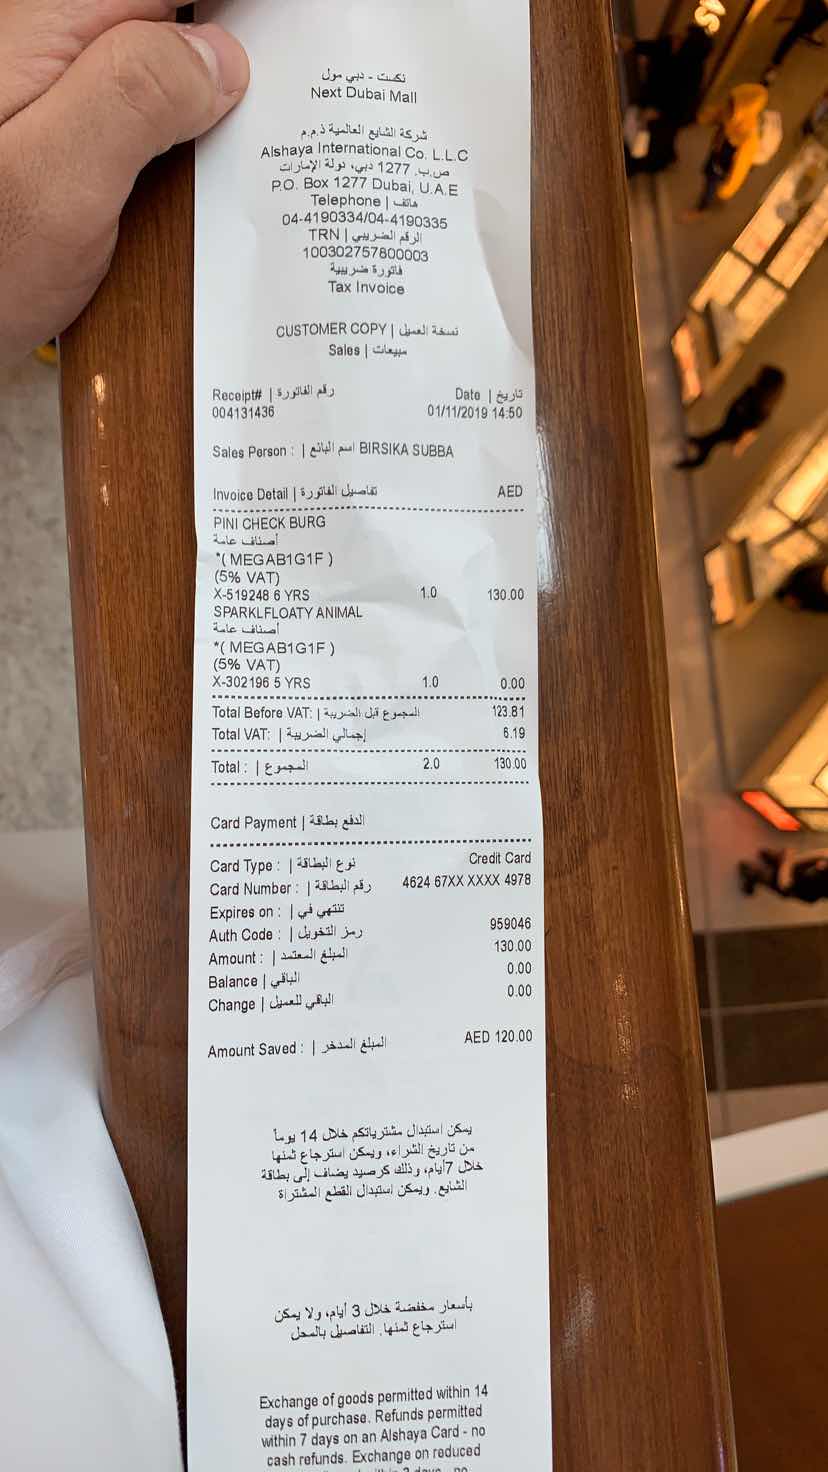 نكست - دبي مول
Next Dubai Mall
شركة الشايع العالمية ذ.م.م
Alshaya International Co. L.L.C
ص.ب. 1277 دبي، دولة الإمارات
P.O. Box 1277 Dubai, U.A.E
Telephone | هاتف
04-4190334/04-4190335
TRN | الرقم الضريبي
100302757800003
فاتورة ضريبية
Tax Invoice
CUSTOMER COPY | نسخة العميل
Sales | مبيعات
Receipt# | رقم الفاتورة Date | تاريخ
004131436 01/11/2019 14:50
Sales Person : | اسم البائع BIRSIKA SUBBA
Invoice Detail | تفاصيل الفاتورة AED
PINI CHECK BURG
أصناف عامة
*( MEGAB1G1F )
(5% VAT)
X-519248 6 YRS 1.0 130.00
SPARKLFLOATY ANIMAL
أصناف عامة
*( MEGAB1G1F )
(5% VAT)
X-302196 5 YRS 1.0 0.00
Total Before VAT: | المجموع قبل الضريبة 123.81
Total VAT: | إجمالي الضريبة 6.19
Total : | المجموع 2.0 130.00
Card Payment | الدفع بطاقة
Card Type : | نوع البطاقة Credit Card
Card Number : | رقم البطاقة 4624 67XX XXXX 4978
Expires on : | تنتهي في
Auth Code : | رمز التخويل 959046
Amount : | المبلغ المعتمد 130.00
Balance | الباقي 0.00
Change | الباقي للعميل 0.00
Amount Saved : | المبلغ المدخر AED 120.00
يمكن استبدال مشترياتكم خلال 14 يوماً
من تاريخ الشراء، ويمكن استرجاع ثمنها
خلال 7أيام، وذلك كرصيد يضاف إلى بطاقة
الشايع. ويمكن استبدال القطع المشتراة
بأسعار مخفضة خلال 3 أيام، ولا يمكن
استرجاع ثمنها. التفاصيل بالمحل
Exchange of goods permitted within 14
days of purchase. Refunds permitted
within 7 days on an Alshaya Card - no
cash refunds. Exchange on reduced